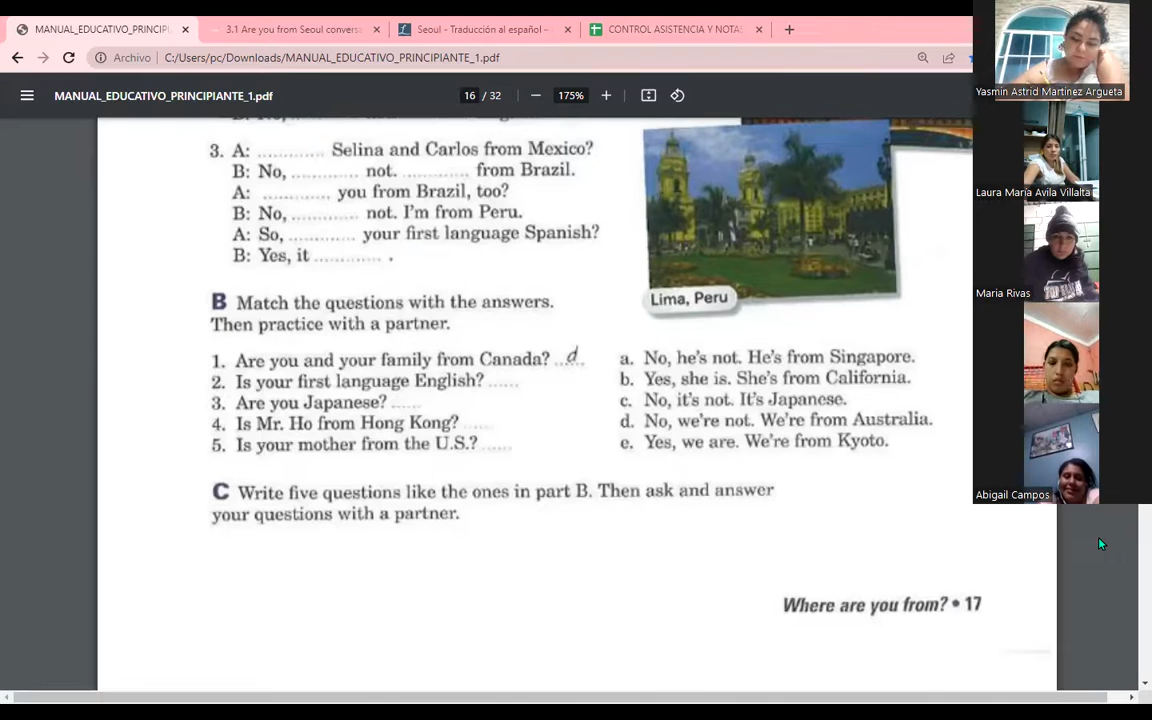 MANUAL_EDUCATIVO_PRINCIPI
3.1 Are you from Seoul convers
Seoul - Traducción al español –
CONTROL ASISTENCIA Y NOTAS
Archivo
C:/Users/pc/Downloads/MANUAL_EDUCATIVO_PRINCIPIANTE_1.pdf
MANUAL_EDUCATIVO_PRINCIPIANTE_1.pdf
16 / 32
175%
3. A: ............ Selina and Carlos from Mexico?
B: No, ............ not. ............ from Brazil.
A: ............ you from Brazil, too?
B: No, ............ not. I'm from Peru.
A: So, ............ your first language Spanish?
B: Yes, it ............ .
Lima, Peru
B Match the questions with the answers.
Then practice with a partner.
1. Are you and your family from Canada? ...d...
2. Is your first language English? ......
3. Are you Japanese? ......
4. Is Mr. Ho from Hong Kong? ......
5. Is your mother from the U.S.? ......
a. No, he's not. He's from Singapore.
b. Yes, she is. She's from California.
c. No, it's not. It's Japanese.
d. No, we're not. We're from Australia.
e. Yes, we are. We're from Kyoto.
C Write five questions like the ones in part B. Then ask and answer
your questions with a partner.
Where are you from? • 17
Yasmin Astrid Martinez Argueta
Laura María Avila Villalta
Maria Rivas
Abigail Campos